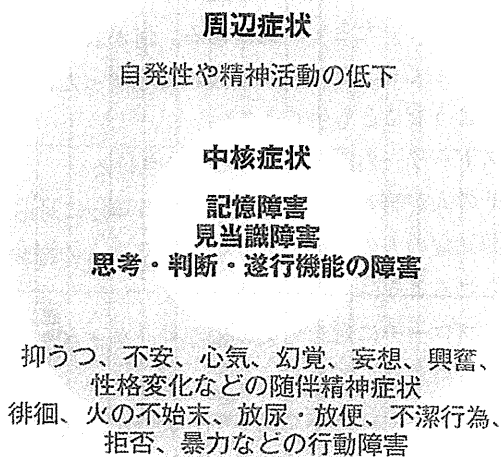 周辺症状
自発性や精神活動の低下
中核症状
記憶障害
見当識障害
思考・判断・遂行機能の障害
抑うつ、不安、心気、幻覚、妄想、興奮、
性格変化などの随伴精神症状
徘徊、火の不始末、放尿・放便、不潔行為、
拒否、暴力などの行動障害